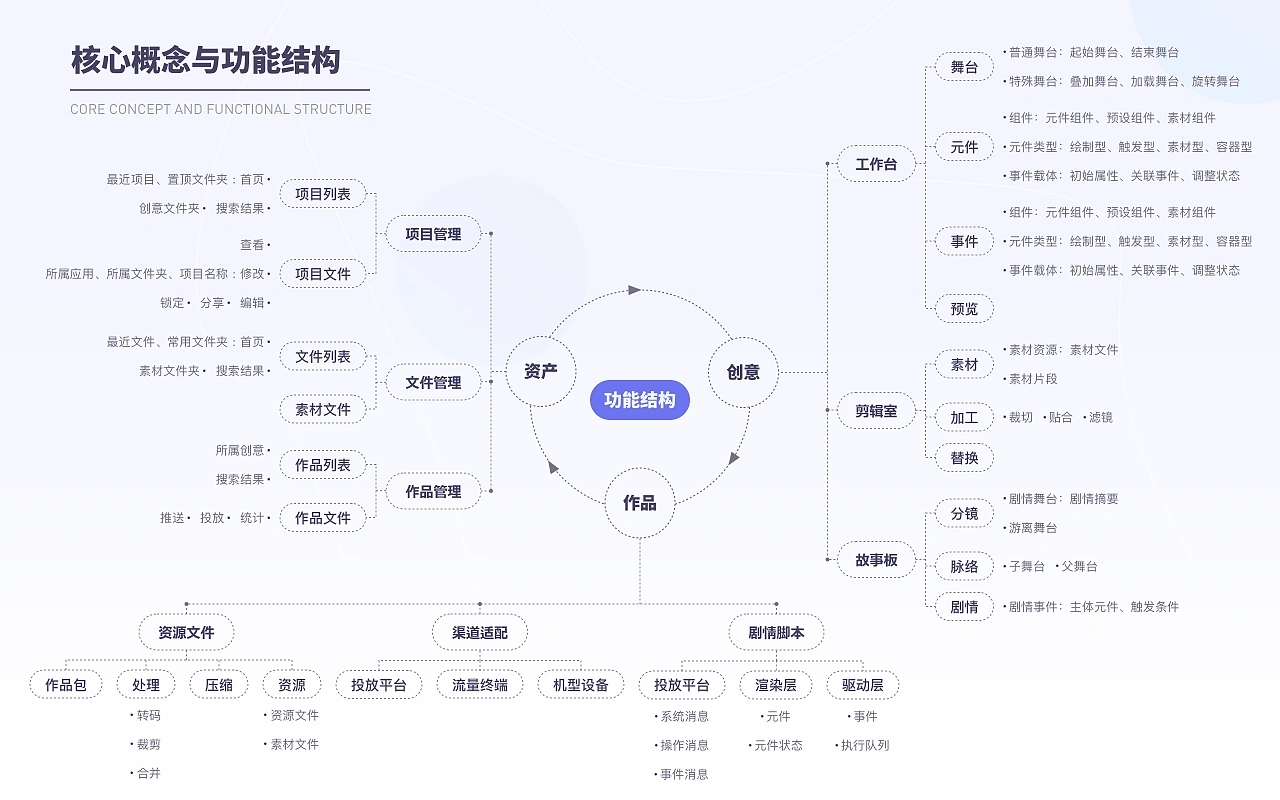 核心概念与功能结构
CORE CONCEPT AND FUNCTIONAL STRUCTURE
最近项目、置顶文件夹：首页•
创意文件夹• 搜索结果•
项目列表
查看•
所属应用、所属文件夹、项目名称：修改•
锁定• 分享• 编辑•
项目文件
项目管理
最近文件、常用文件夹：首页•
素材文件夹• 搜索结果•
文件列表
素材文件
文件管理
所属创意•
搜索结果•
作品列表
推送• 投放• 统计•
作品文件
作品管理
资产
功能结构
创意
作品
工作台
舞台
•普通舞台：起始舞台、结束舞台
•特殊舞台：叠加舞台、加载舞台、旋转舞台
元件
•组件：元件组件、预设组件、素材组件
•元件类型：绘制型、触发型、素材型、容器型
•事件载体：初始属性、关联事件、调整状态
事件
•组件：元件组件、预设组件、素材组件
•元件类型：绘制型、触发型、素材型、容器型
•事件载体：初始属性、关联事件、调整状态
预览
剪辑室
素材
•素材资源：素材文件
•素材片段
加工
•裁切 •贴合 •滤镜
替换
故事板
分镜
•剧情舞台：剧情摘要
•游离舞台
脉络
•子舞台 •父舞台
剧情
•剧情事件：主体元件、触发条件
资源文件
作品包
处理
•转码
•裁剪
•合并
压缩
资源
•资源文件
•素材文件
渠道适配
投放平台
流量终端
机型设备
剧情脚本
投放平台
•系统消息
•操作消息
•事件消息
渲染层
•元件
•元件状态
驱动层
•事件
•执行队列